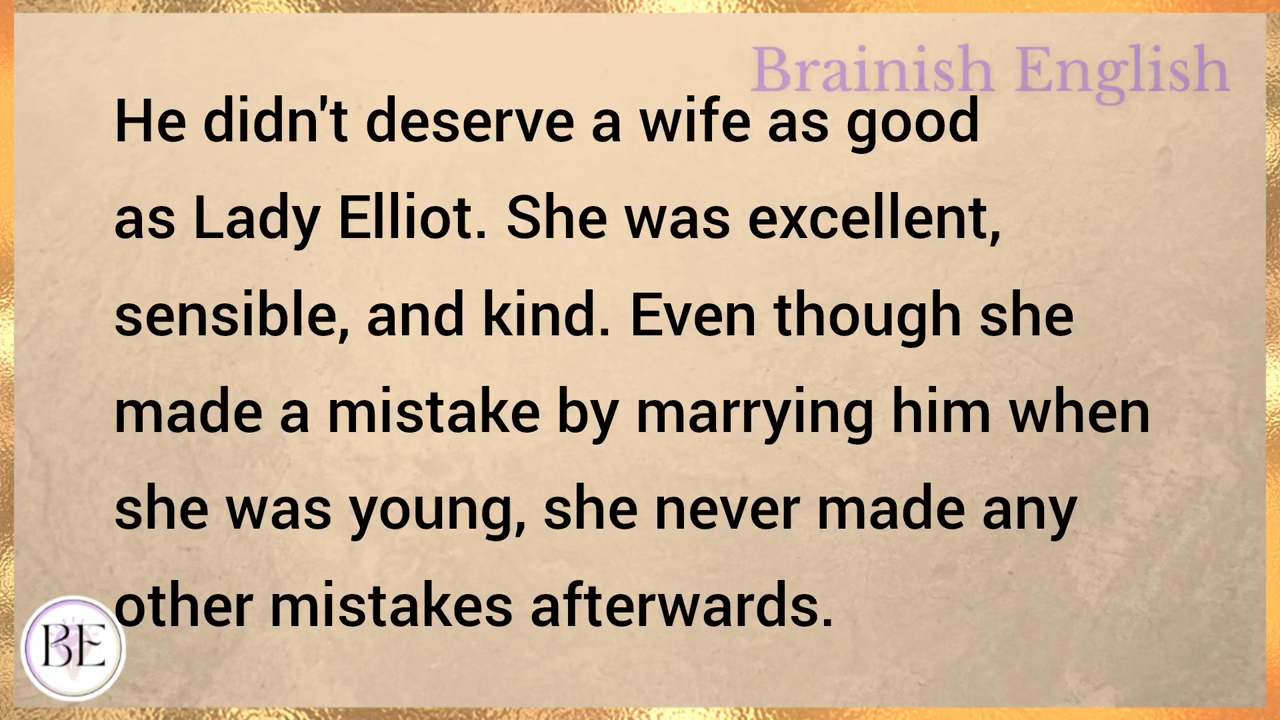 Brainish English
He didn't deserve a wife as good
as Lady Elliot. She was excellent,
sensible, and kind. Even though she
made a mistake by marrying him when
she was young, she never made any
other mistakes afterwards.
BE